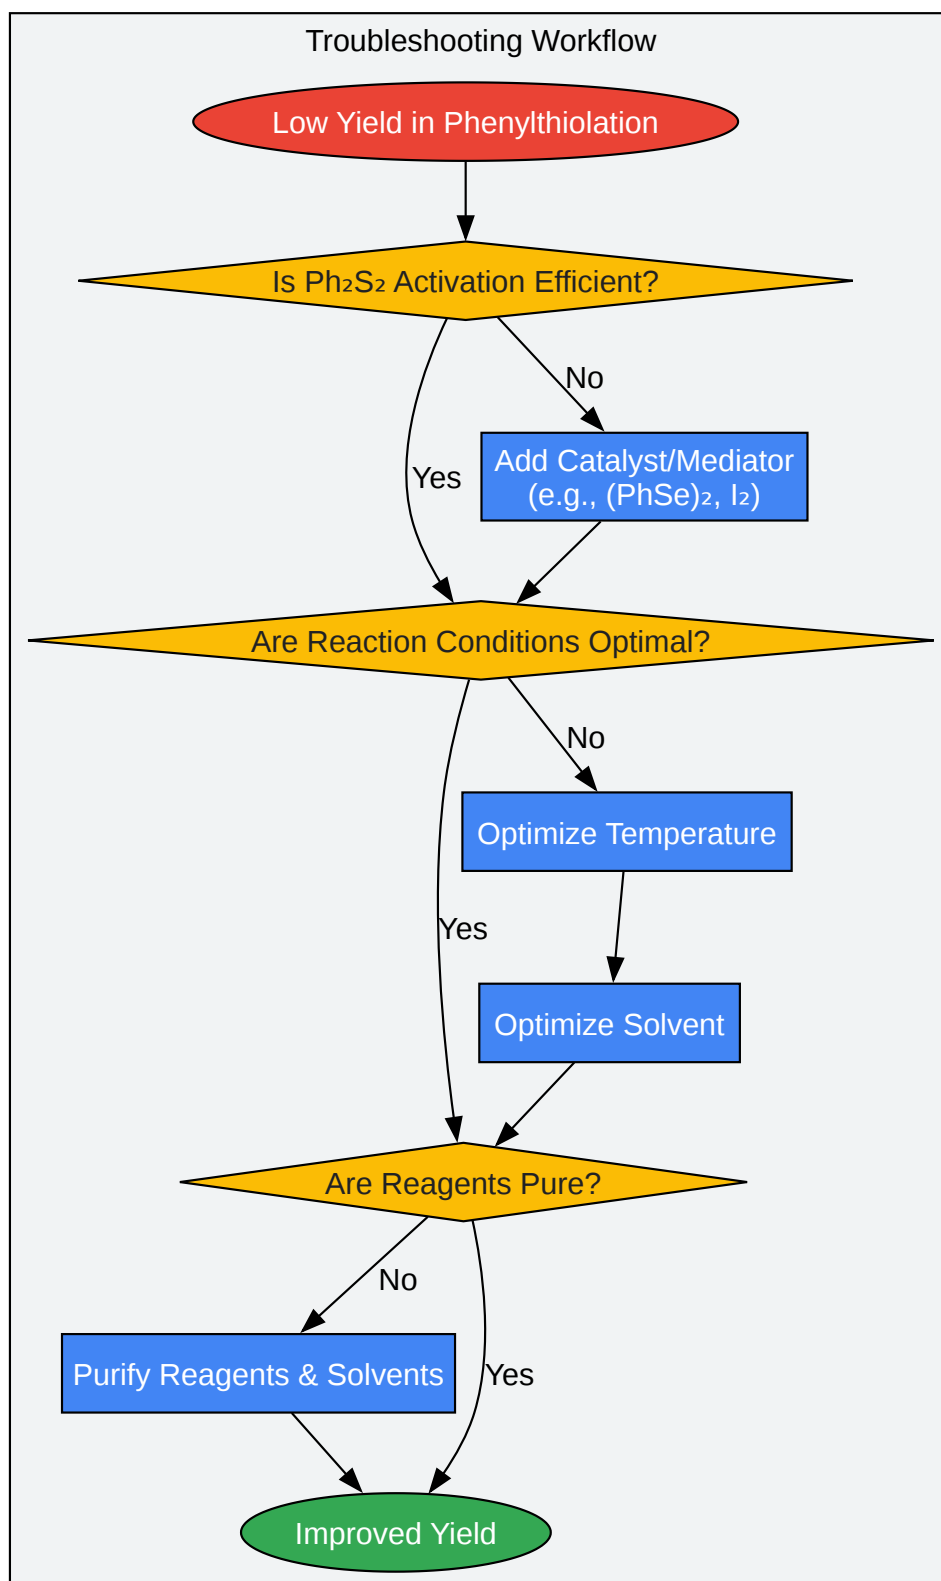 Troubleshooting Workflow
Low Yield in Phenylthiolation
Is Ph₂S₂ Activation Efficient?
No
Add Catalyst/Mediator
(e.g., (PhSe)₂, I₂)
Yes
Are Reaction Conditions Optimal?
No
Optimize Temperature
Yes
Optimize Solvent
Are Reagents Pure?
No
Purify Reagents & Solvents
Yes
Improved Yield